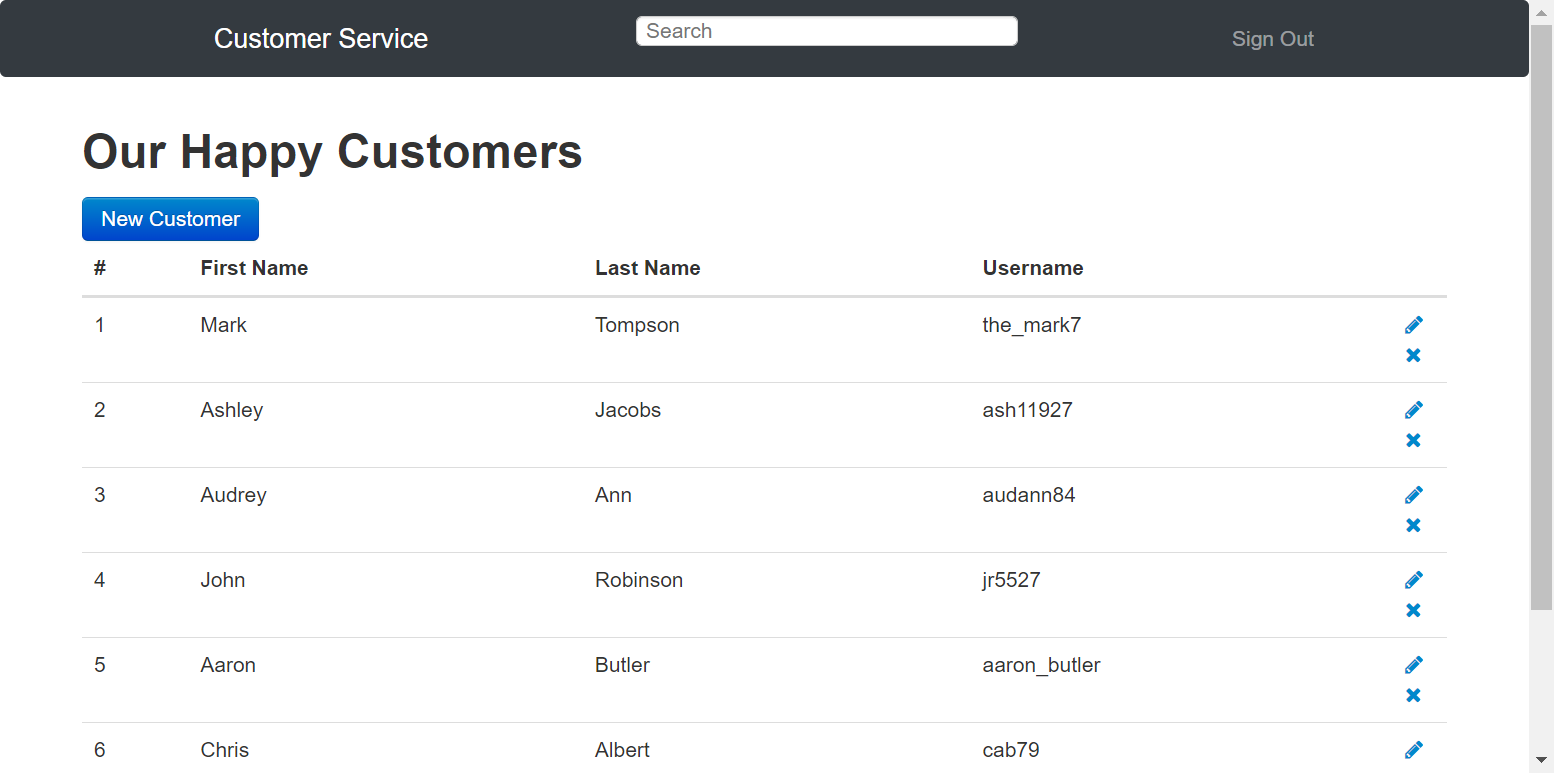 Customer Service Search Sign Out
Our Happy Customers
New Customer
# First Name Last Name Username
1 Mark Tompson the_mark7
2 Ashley Jacobs ash11927
3 Audrey Ann audann84
4 John Robinson jr5527
5 Aaron Butler aaron_butler
6 Chris Albert cab79